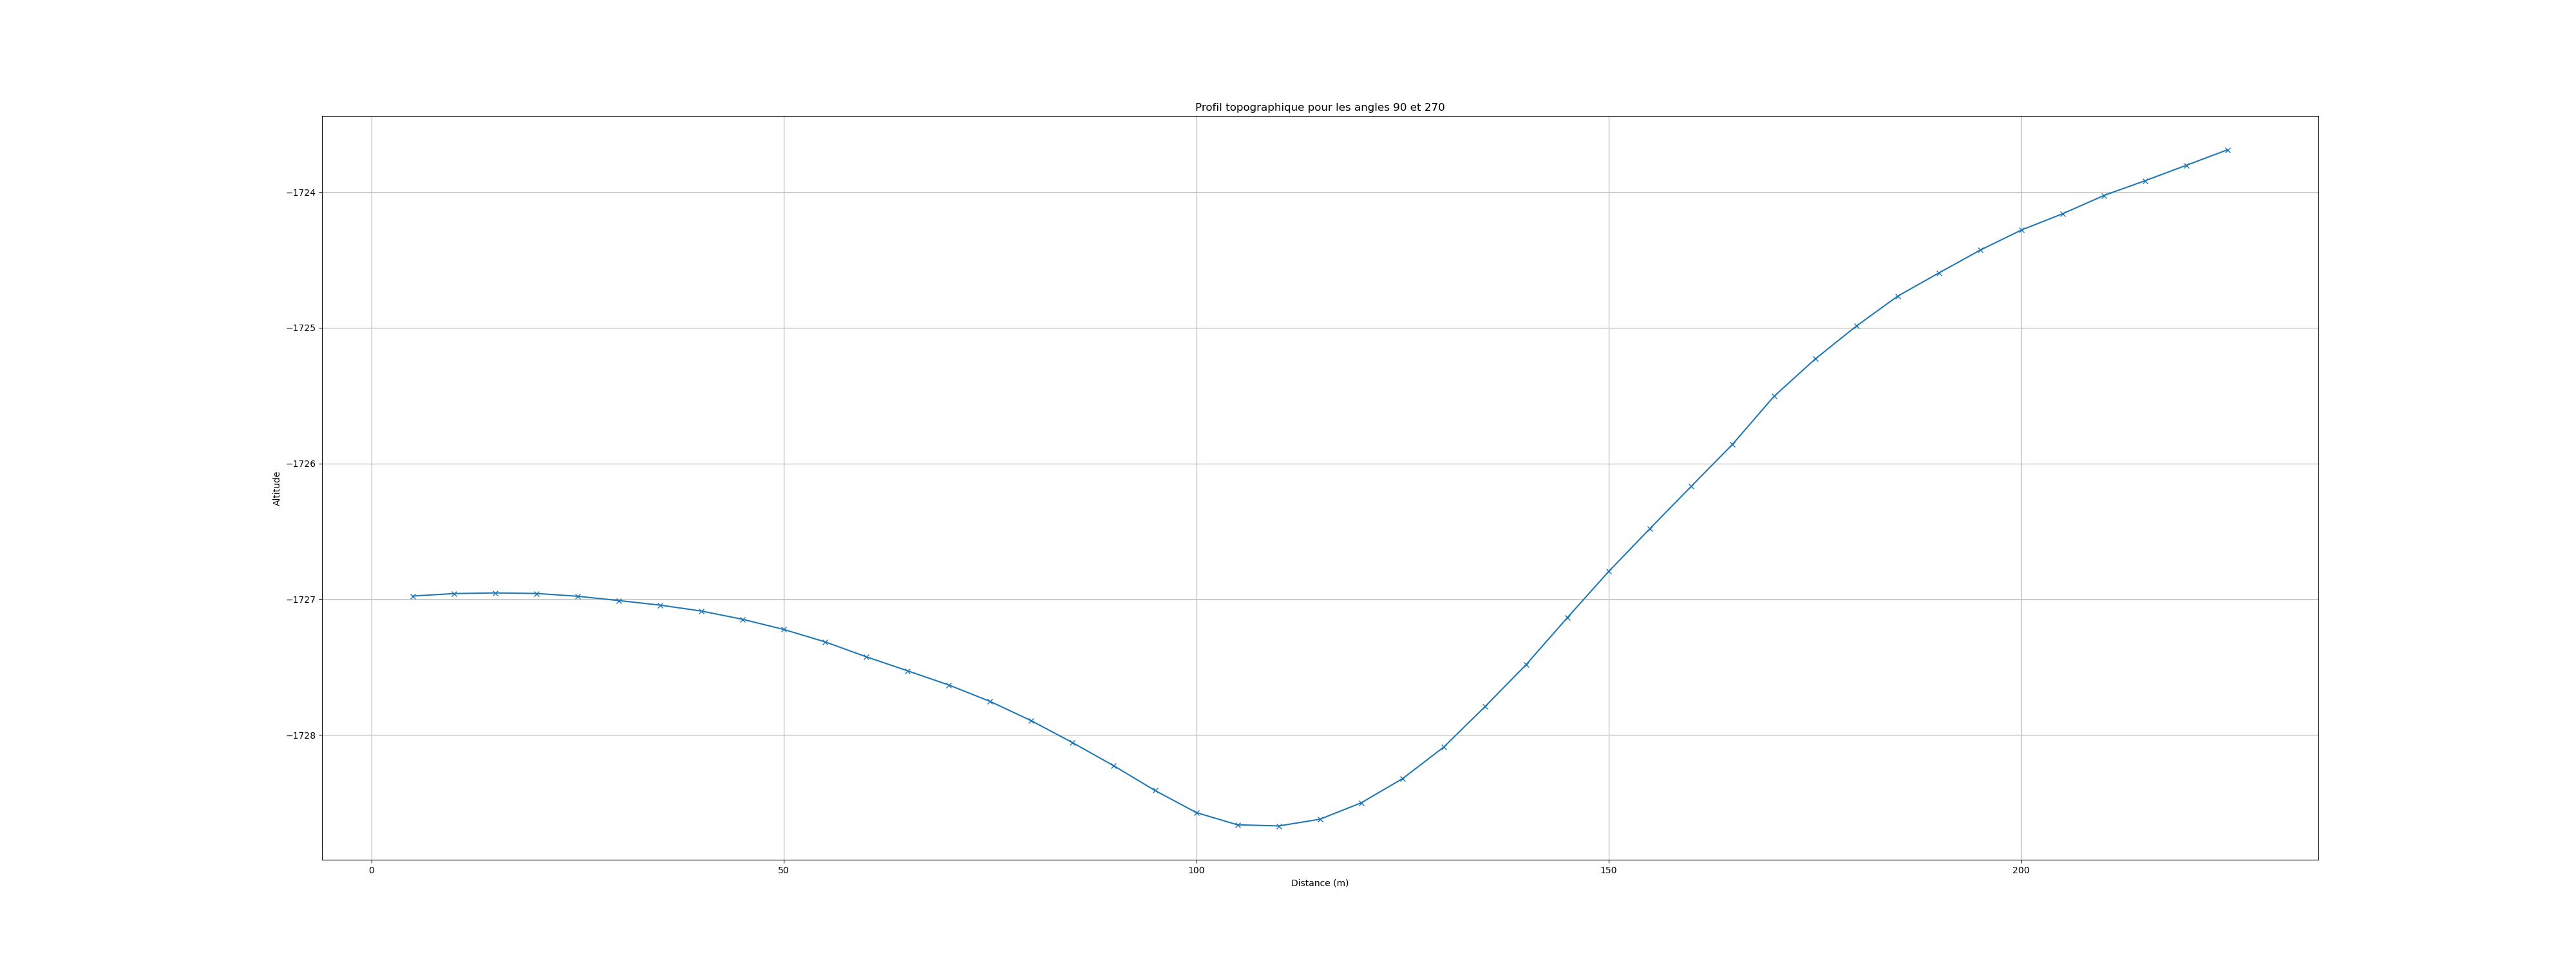 Profil topographique pour les angles 90 et 270
Altitude
−1724
−1725
−1726
−1727
−1728
0 50 100 150 200
Distance (m)